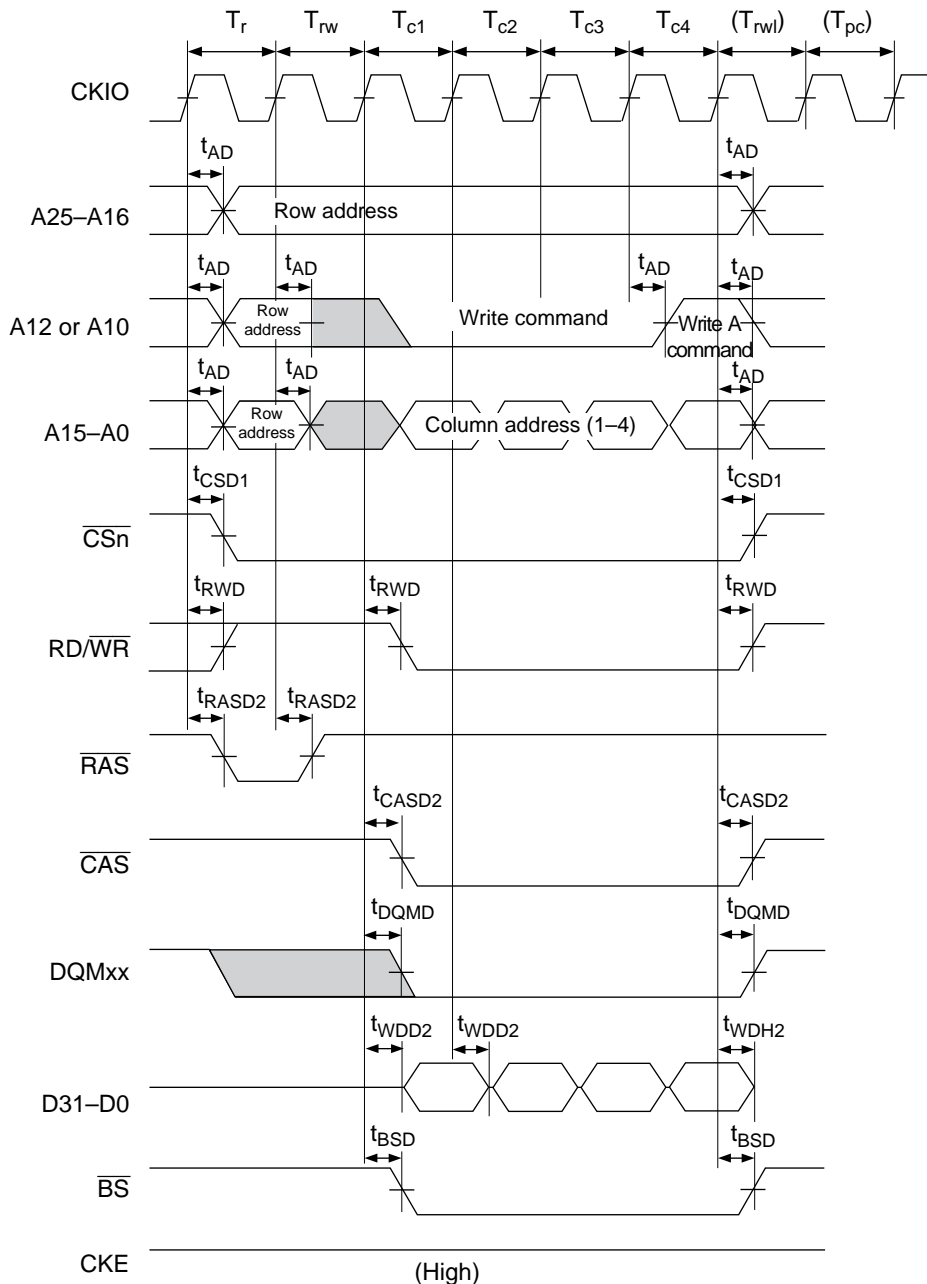 Tr Trw Tc1 Tc2 Tc3 Tc4 (Trwl) (Tpc)
CKIO
tAD tAD
A25–A16 Row address
tAD tAD tAD tAD
A12 or A10 Row address Write command Write A command
tAD tAD tAD
A15–A0 Row address Column address (1–4)
tCSD1 tCSD1
CSn
tRWD tRWD tRWD
RD/WR
tRASD2 tRASD2
RAS
tCASD2 tCASD2
CAS
tDQMD tDQMD
DQMxx
tWDD2 tWDD2 tWDH2
D31–D0
tBSD tBSD
BS
CKE (High)